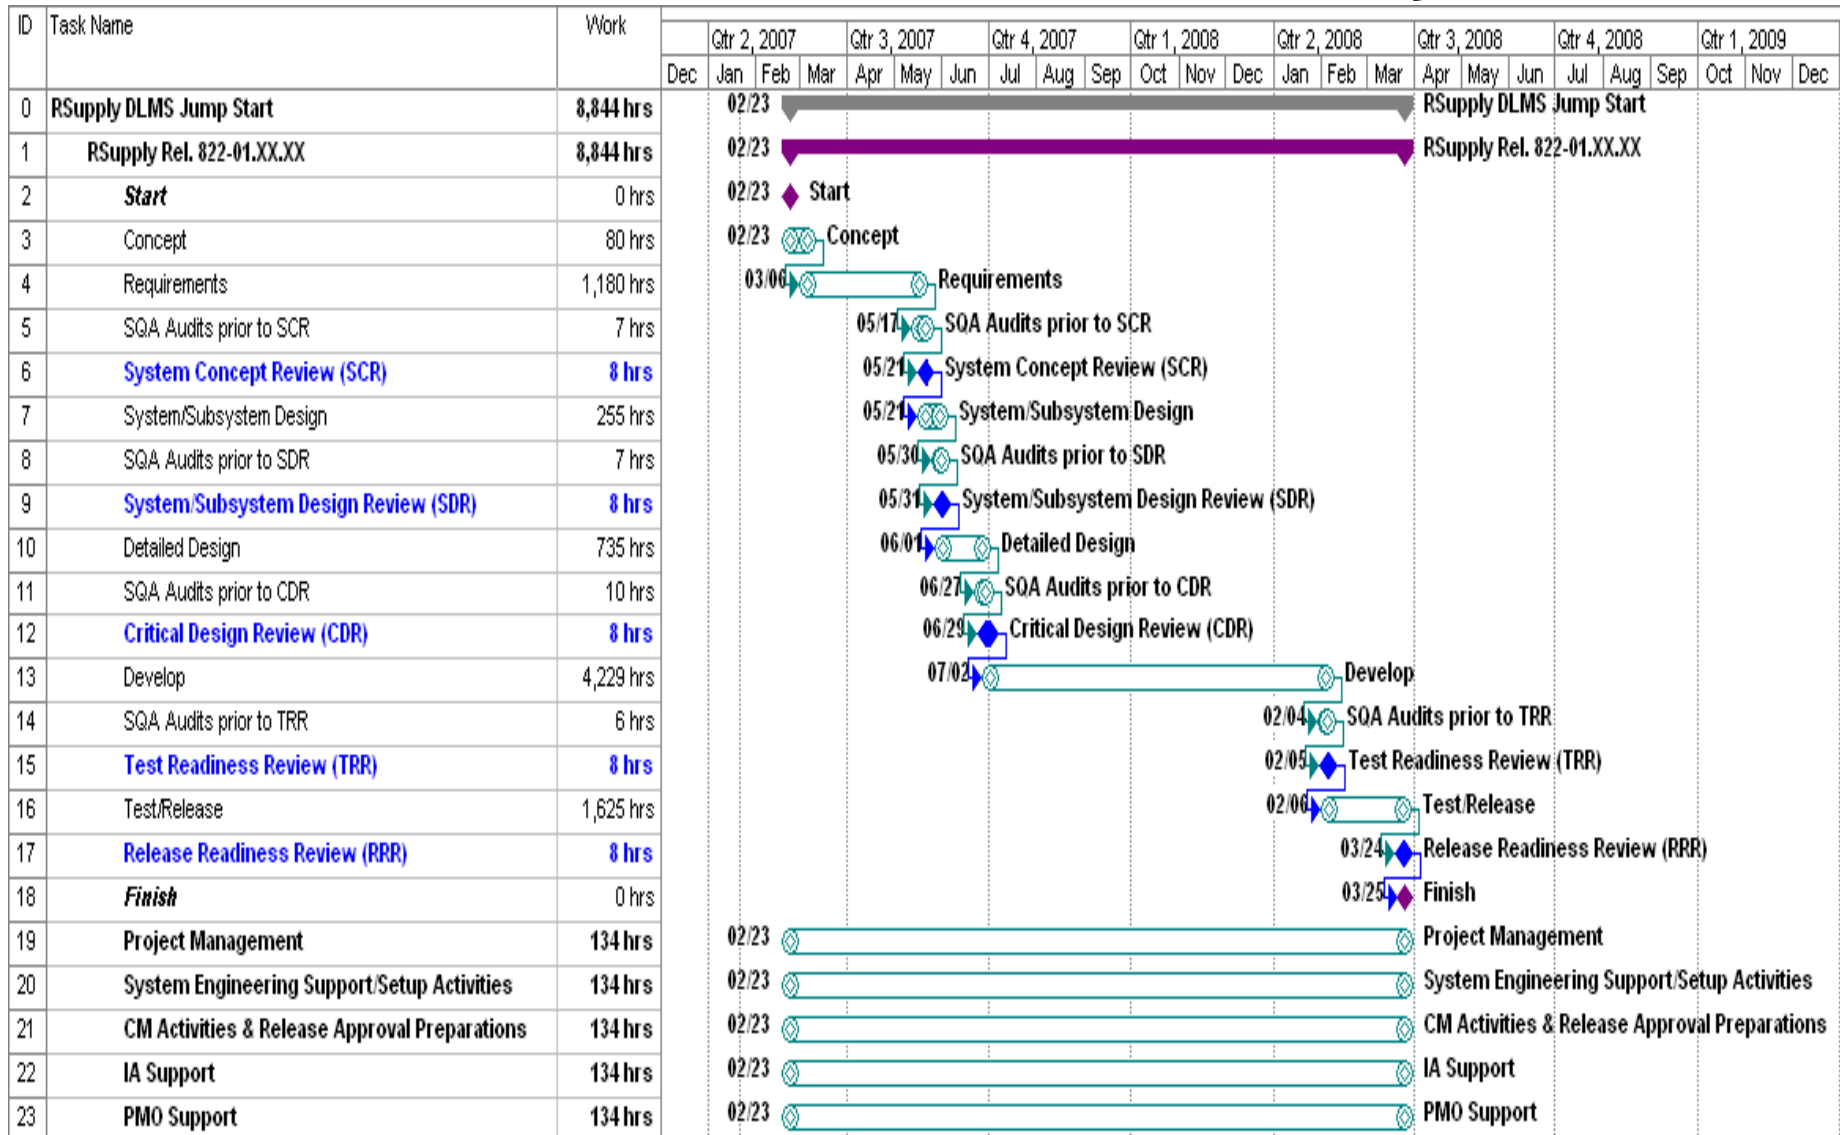 ID Task Name Work
Qtr 2, 2007 Qtr 3, 2007 Qtr 4, 2007 Qtr 1, 2008 Qtr 2, 2008 Qtr 3, 2008 Qtr 4, 2008 Qtr 1, 2009
Dec Jan Feb Mar Apr May Jun Jul Aug Sep Oct Nov Dec Jan Feb Mar Apr May Jun Jul Aug Sep Oct Nov Dec
0 RSupply DLMS Jump Start 8,844 hrs 02/23 RSupply DLMS Jump Start
1 RSupply Rel. 822-01.XX.XX 8,844 hrs 02/23 RSupply Rel. 822-01.XX.XX
2 Start 0 hrs 02/23 Start
3 Concept 80 hrs 02/23 Concept
4 Requirements 1,180 hrs 03/06 Requirements
5 SQA Audits prior to SCR 7 hrs 05/17 SQA Audits prior to SCR
6 System Concept Review (SCR) 8 hrs 05/21 System Concept Review (SCR)
7 System/Subsystem Design 255 hrs 05/21 System/Subsystem Design
8 SQA Audits prior to SDR 7 hrs 05/30 SQA Audits prior to SDR
9 System/Subsystem Design Review (SDR) 8 hrs 05/31 System/Subsystem Design Review (SDR)
10 Detailed Design 735 hrs 06/01 Detailed Design
11 SQA Audits prior to CDR 10 hrs 06/27 SQA Audits prior to CDR
12 Critical Design Review (CDR) 8 hrs 06/29 Critical Design Review (CDR)
13 Develop 4,229 hrs 07/02 Develop
14 SQA Audits prior to TRR 6 hrs 02/04 SQA Audits prior to TRR
15 Test Readiness Review (TRR) 8 hrs 02/05 Test Readiness Review (TRR)
16 Test/Release 1,625 hrs 02/06 Test/Release
17 Release Readiness Review (RRR) 8 hrs 03/24 Release Readiness Review (RRR)
18 Finish 0 hrs 03/25 Finish
19 Project Management 134 hrs 02/23 Project Management
20 System Engineering Support/Setup Activities 134 hrs 02/23 System Engineering Support/Setup Activities
21 CM Activities & Release Approval Preparations 134 hrs 02/23 CM Activities & Release Approval Preparations
22 IA Support 134 hrs 02/23 IA Support
23 PMO Support 134 hrs 02/23 PMO Support